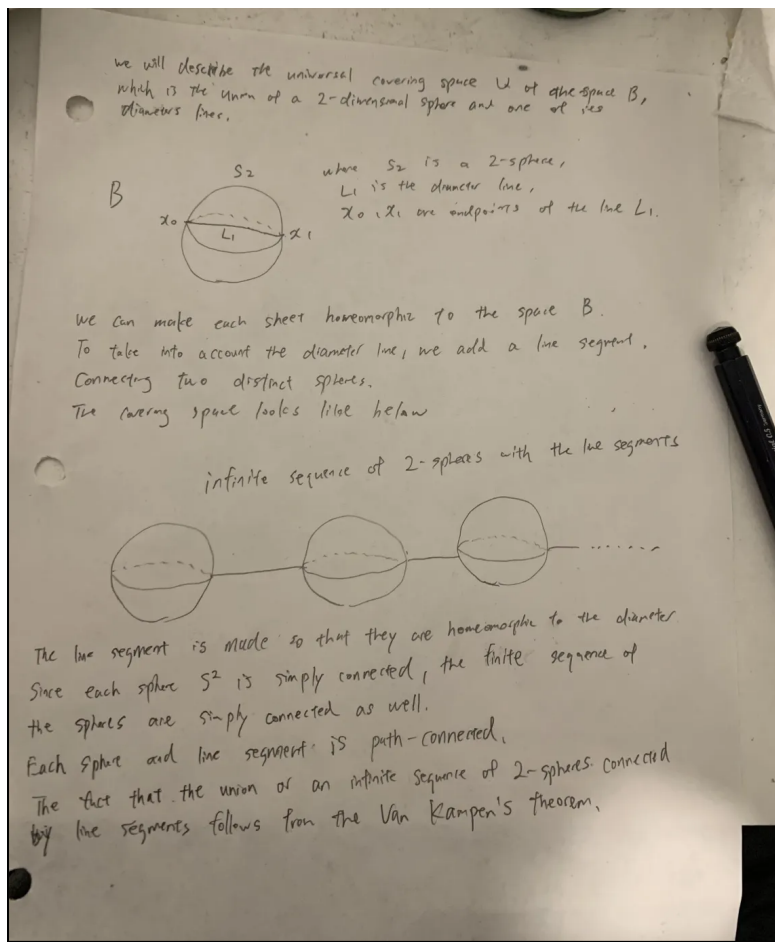 we will describe the universal covering space U of the space B,
which is the union of a 2-dimensional sphere and one of its
diameters lines.
S2
B
x0
L1
x1
where S2 is a 2-sphere,
L1 is the diameter line,
x0, x1 are endpoints of the line L1.
we can make each sheet homeomorphic to the space B.
To take into account the diameter line, we add a line segment.
Connecting two distinct spheres.
The covering space looks like below
infinite sequence of 2-spheres with the line segments
The line segment is made so that they are homeomorphic to the diameter
Since each sphere S² is simply connected, the finite sequence of
the spheres are simply connected as well.
Each sphere and line segment is path-connected.
The fact that the union of an infinite sequence of 2-spheres connected
by line segments follows from the Van Kampen's theorem.